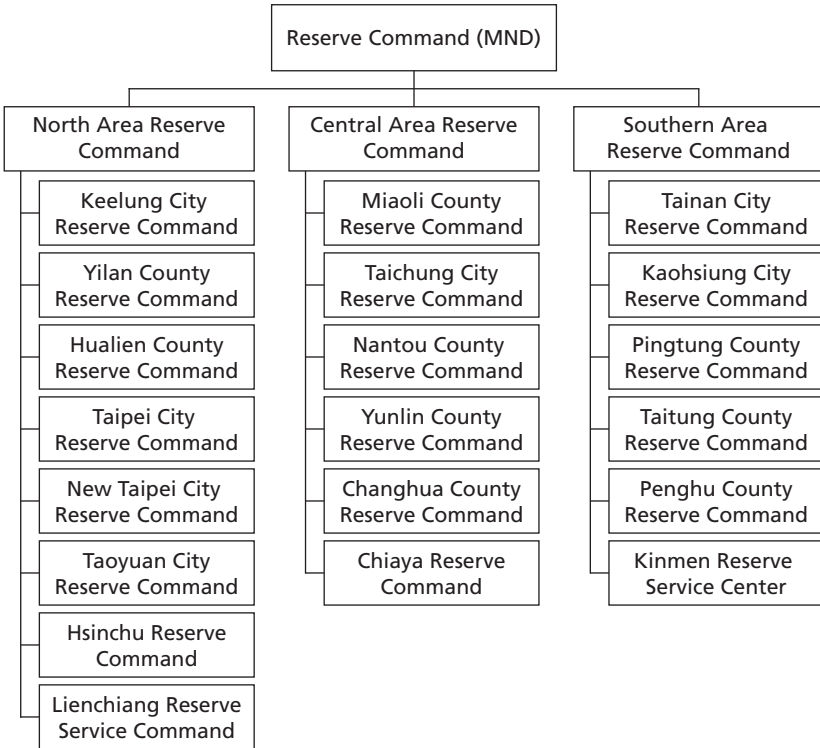 Reserve Command (MND)
North Area Reserve
Command
Keelung City
Reserve Command
Yilan County
Reserve Command
Hualien County
Reserve Command
Taipei City
Reserve Command
New Taipei City
Reserve Command
Taoyuan City
Reserve Command
Hsinchu Reserve
Command
Lienchiang Reserve
Service Command
Central Area Reserve
Command
Miaoli County
Reserve Command
Taichung City
Reserve Command
Nantou County
Reserve Command
Yunlin County
Reserve Command
Changhua County
Reserve Command
Chiaya Reserve
Command
Southern Area
Reserve Command
Tainan City
Reserve Command
Kaohsiung City
Reserve Command
Pingtung County
Reserve Command
Taitung County
Reserve Command
Penghu County
Reserve Command
Kinmen Reserve
Service Center